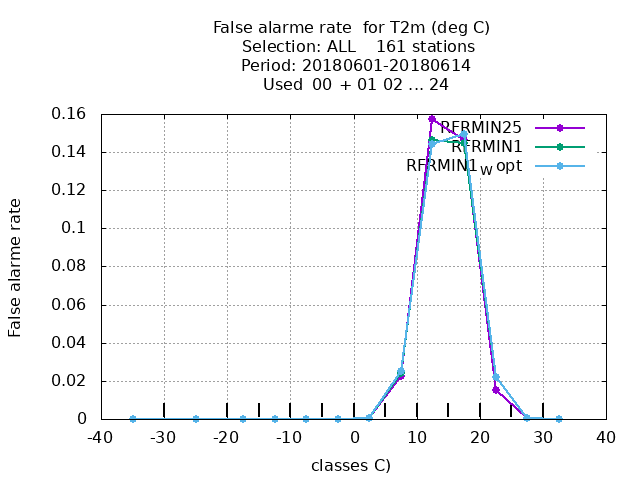 False alarme rate  for T2m (deg C)
Selection: ALL    161 stations
Period: 20180601-20180614
Used  00  + 01 02 ... 24
RFRMIN25
RFRMIN1
RFRMIN1W opt
False alarme rate
0.16
0.14
0.12
0.1
0.08
0.06
0.04
0.02
0
-40 -30 -20 -10 0 10 20 30 40
classes C)